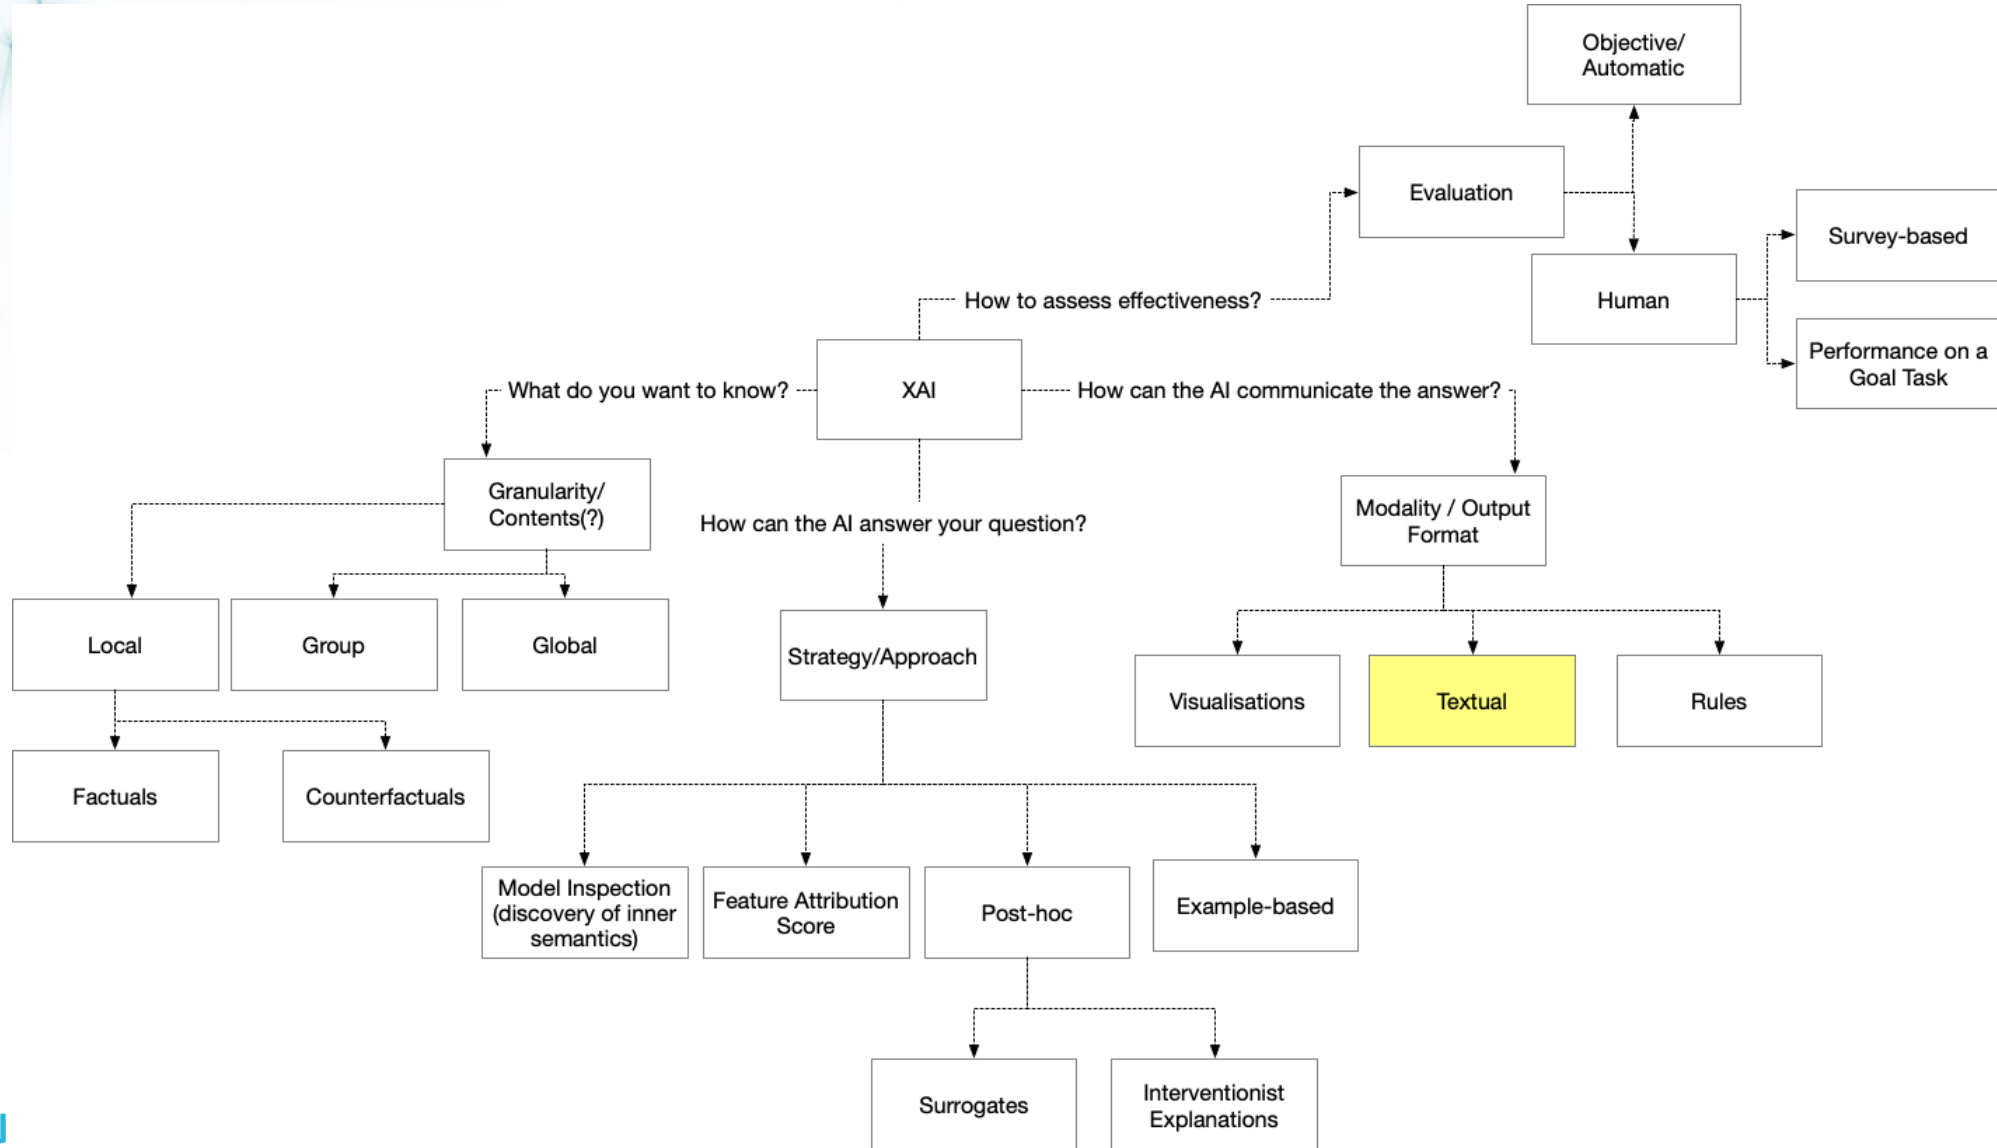 Objective/
Automatic
Evaluation
Survey-based
How to assess effectiveness?
Human
Performance on a
Goal Task
What do you want to know?
XAI
How can the AI communicate the answer?
Granularity/
Contents(?)
How can the AI answer your question?
Modality / Output
Format
Local
Group
Global
Strategy/Approach
Visualisations
Textual
Rules
Factuals
Counterfactuals
Model Inspection
(discovery of inner
semantics)
Feature Attribution
Score
Post-hoc
Example-based
Surrogates
Interventionist
Explanations